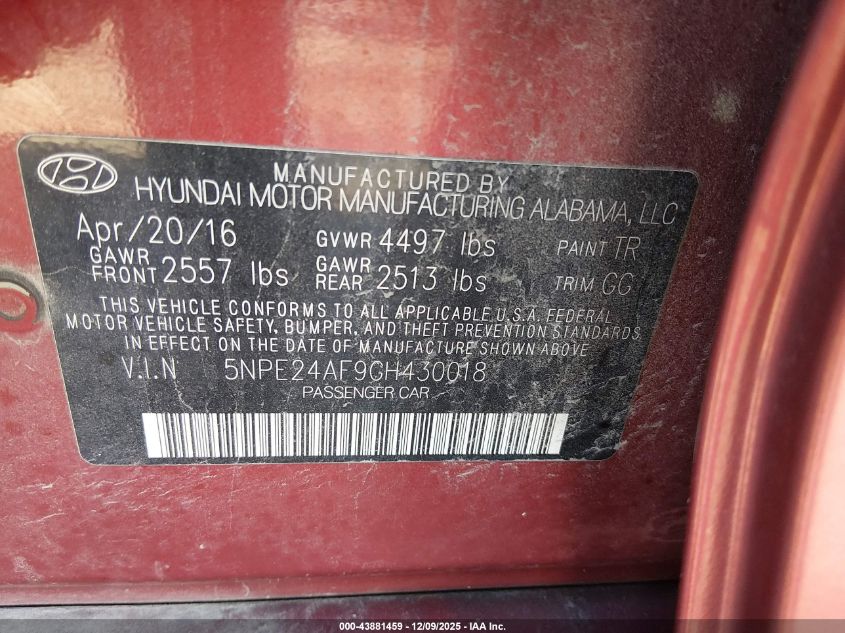 MANUFACTURED BY
HYUNDAI MOTOR MANUFACTURING ALABAMA, LLC
Apr/20/16 GVWR 4497 lbs PAINT TR
GAWR FRONT 2557 lbs GAWR REAR 2513 lbs TRIM GG
THIS VEHICLE CONFORMS TO ALL APPLICABLE U.S.A. FEDERAL
MOTOR VEHICLE SAFETY, BUMPER, AND THEFT PREVENTION STANDARDS
IN EFFECT ON THE DATE OF MANUFACTURE SHOWN ABOVE
V.I.N 5NPE24AF9GH430018
PASSENGER CAR
000-43881459 - 12/09/2025 - IAA Inc.